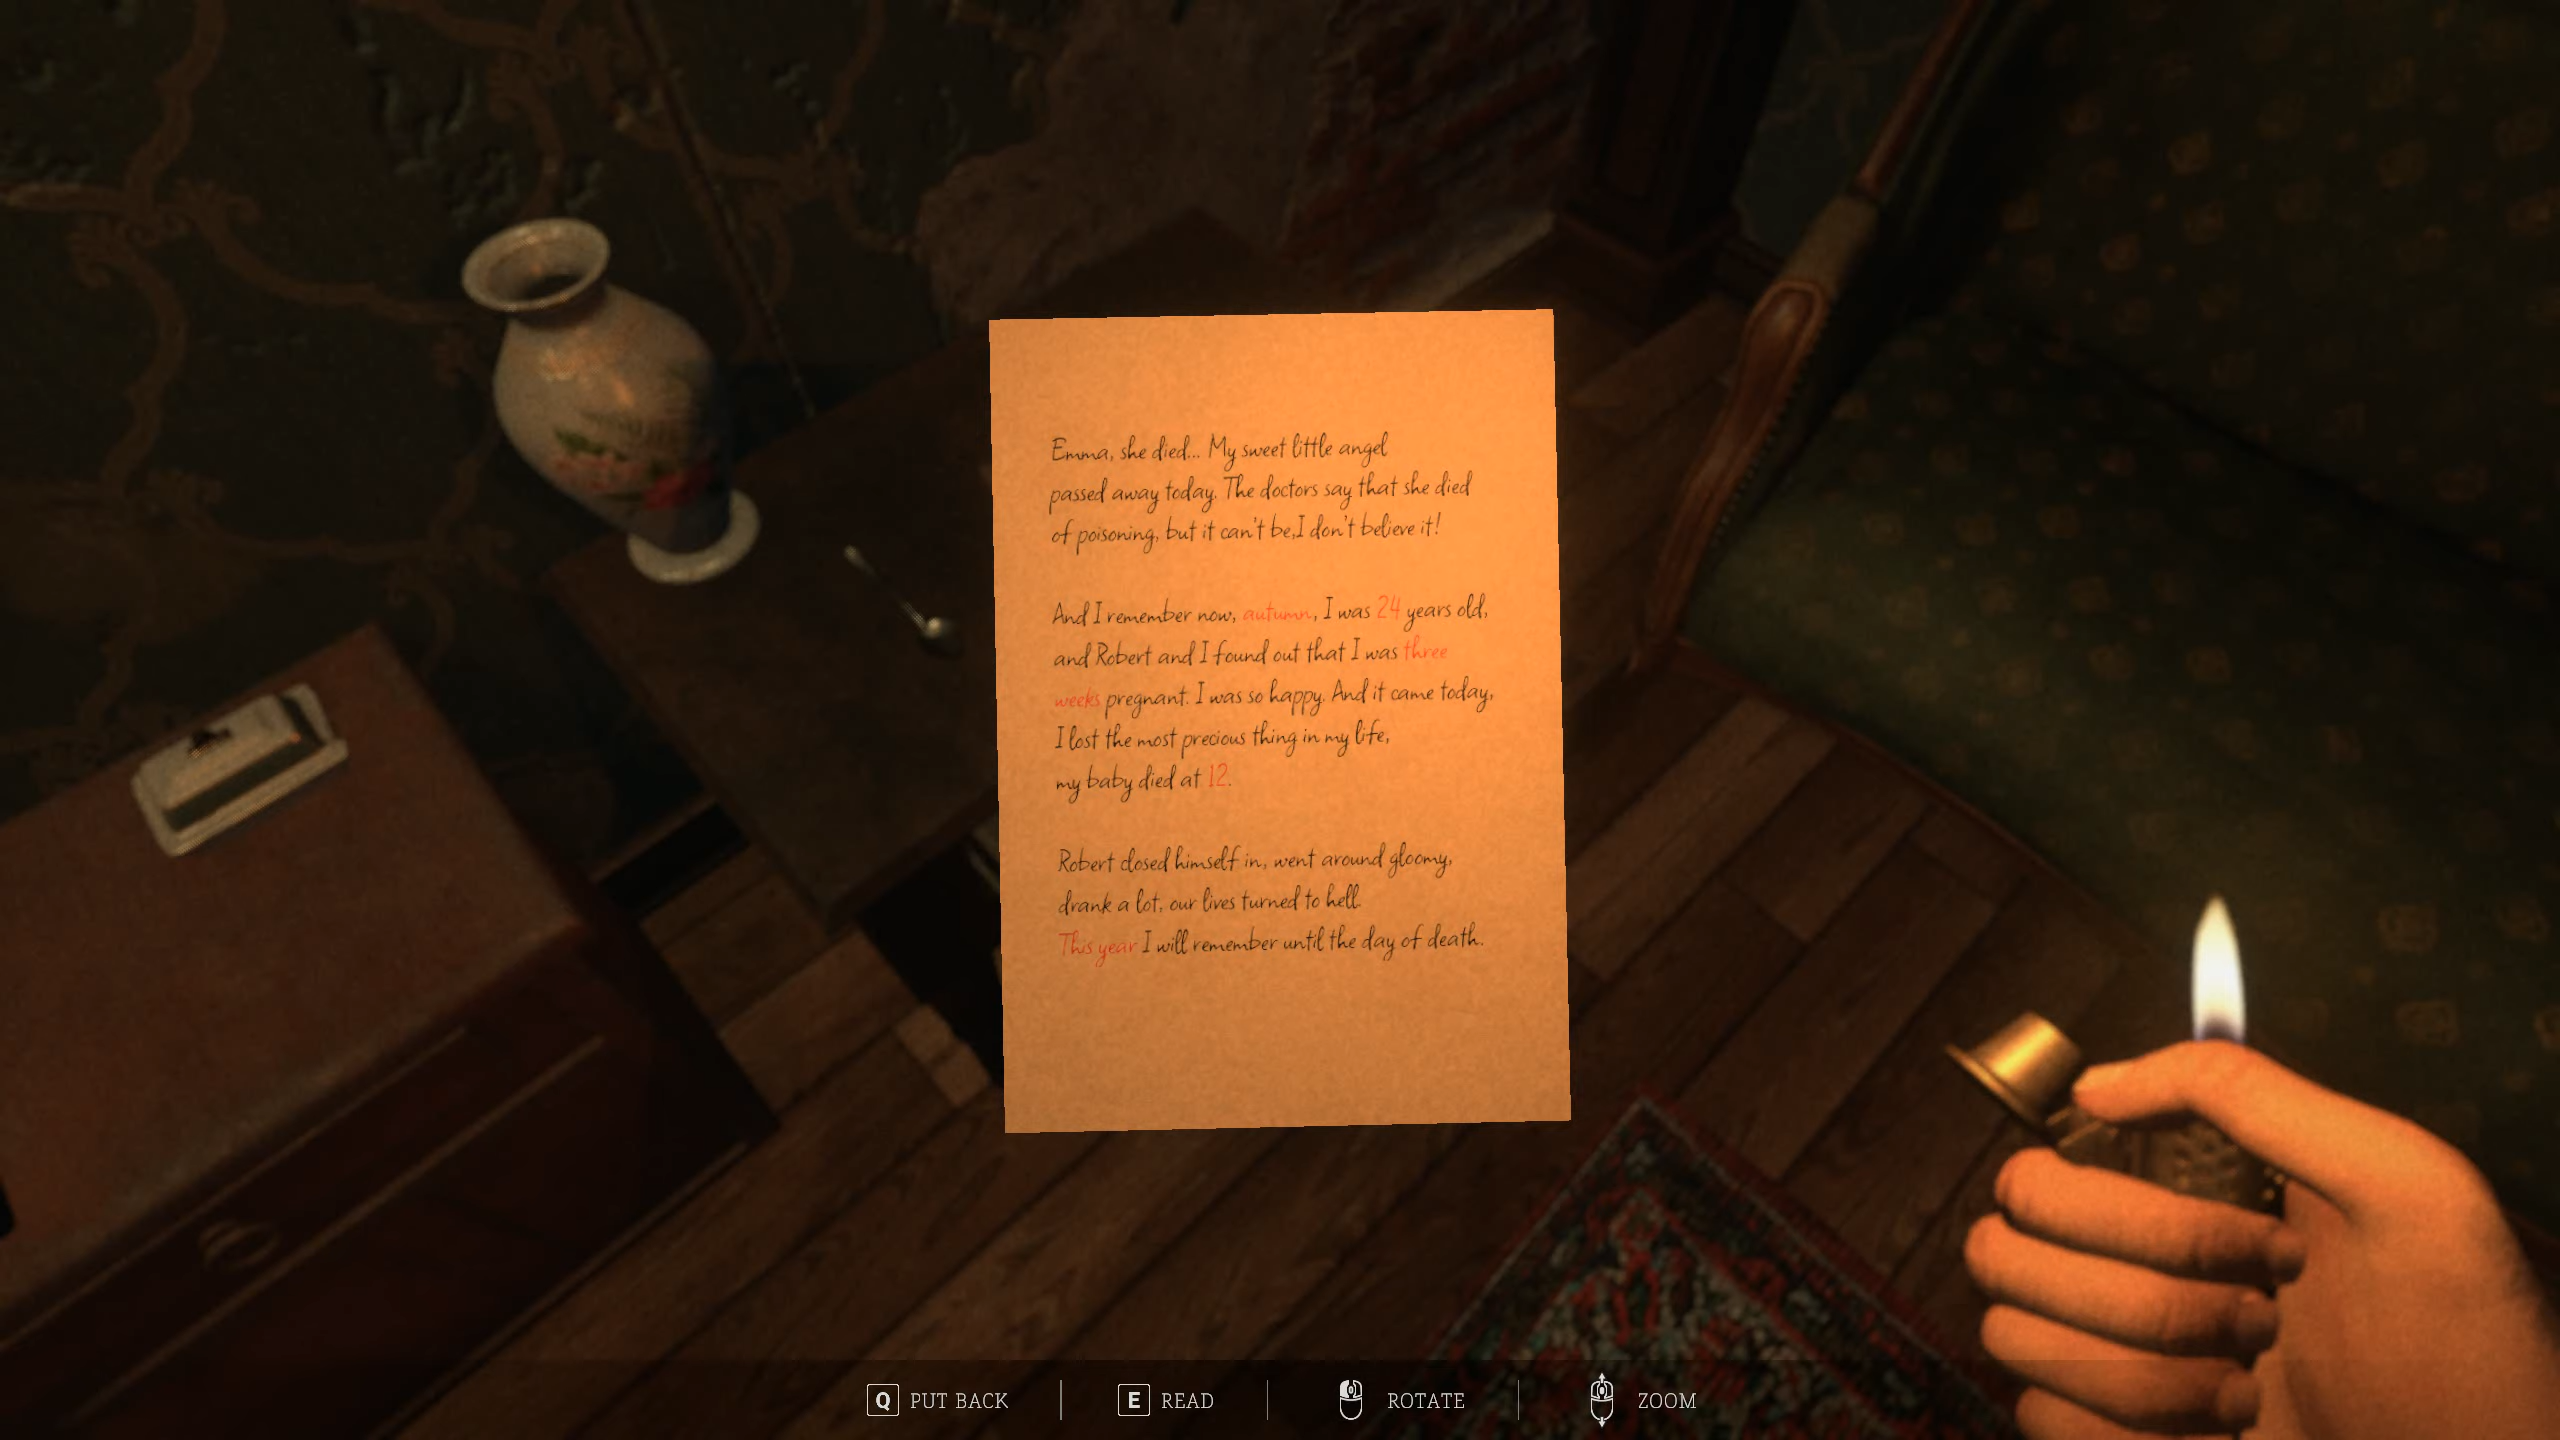 Emma, she died... My sweet little angel
passed away today. The doctors say that she died
of poisoning, but it can't be,I don't believe it!
And I remember now, autumn, I was 24 years old,
and Robert and I found out that I was three
weeks pregnant. I was so happy. And it came today,
I lost the most precious thing in my life,
my baby died at 12.
Robert closed himself in, went around gloomy,
drank a lot, our lives turned to hell.
This year I will remember until the day of death.
Q PUT BACK E READ ROTATE ZOOM